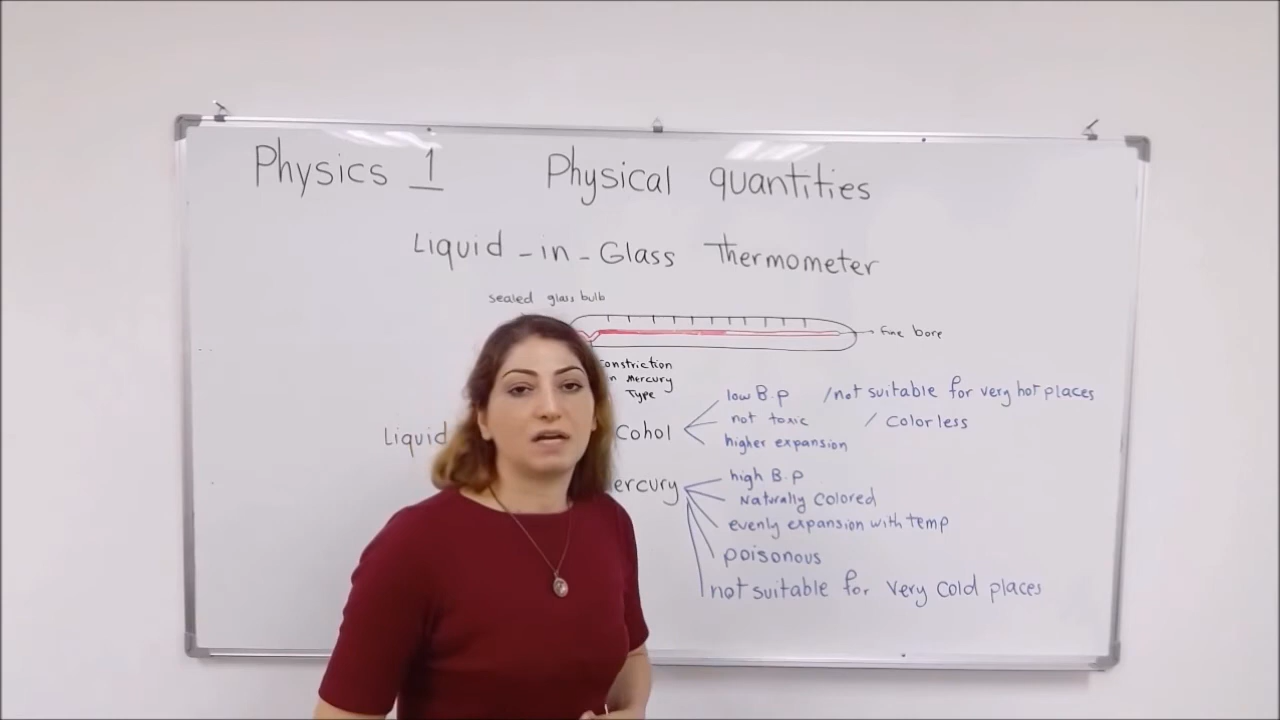 Physics 1 Physical quantities
Liquid-in-Glass Thermometer
sealed glass bulb
Fine bore
constriction
in Mercury
Type
Liquid
cohol
low B.p /not suitable for very hot places
not toxic / Colorless
higher expansion
ercury
high B.p
Naturally Colored
evenly expansion with temp
poisonous
not suitable for very cold places